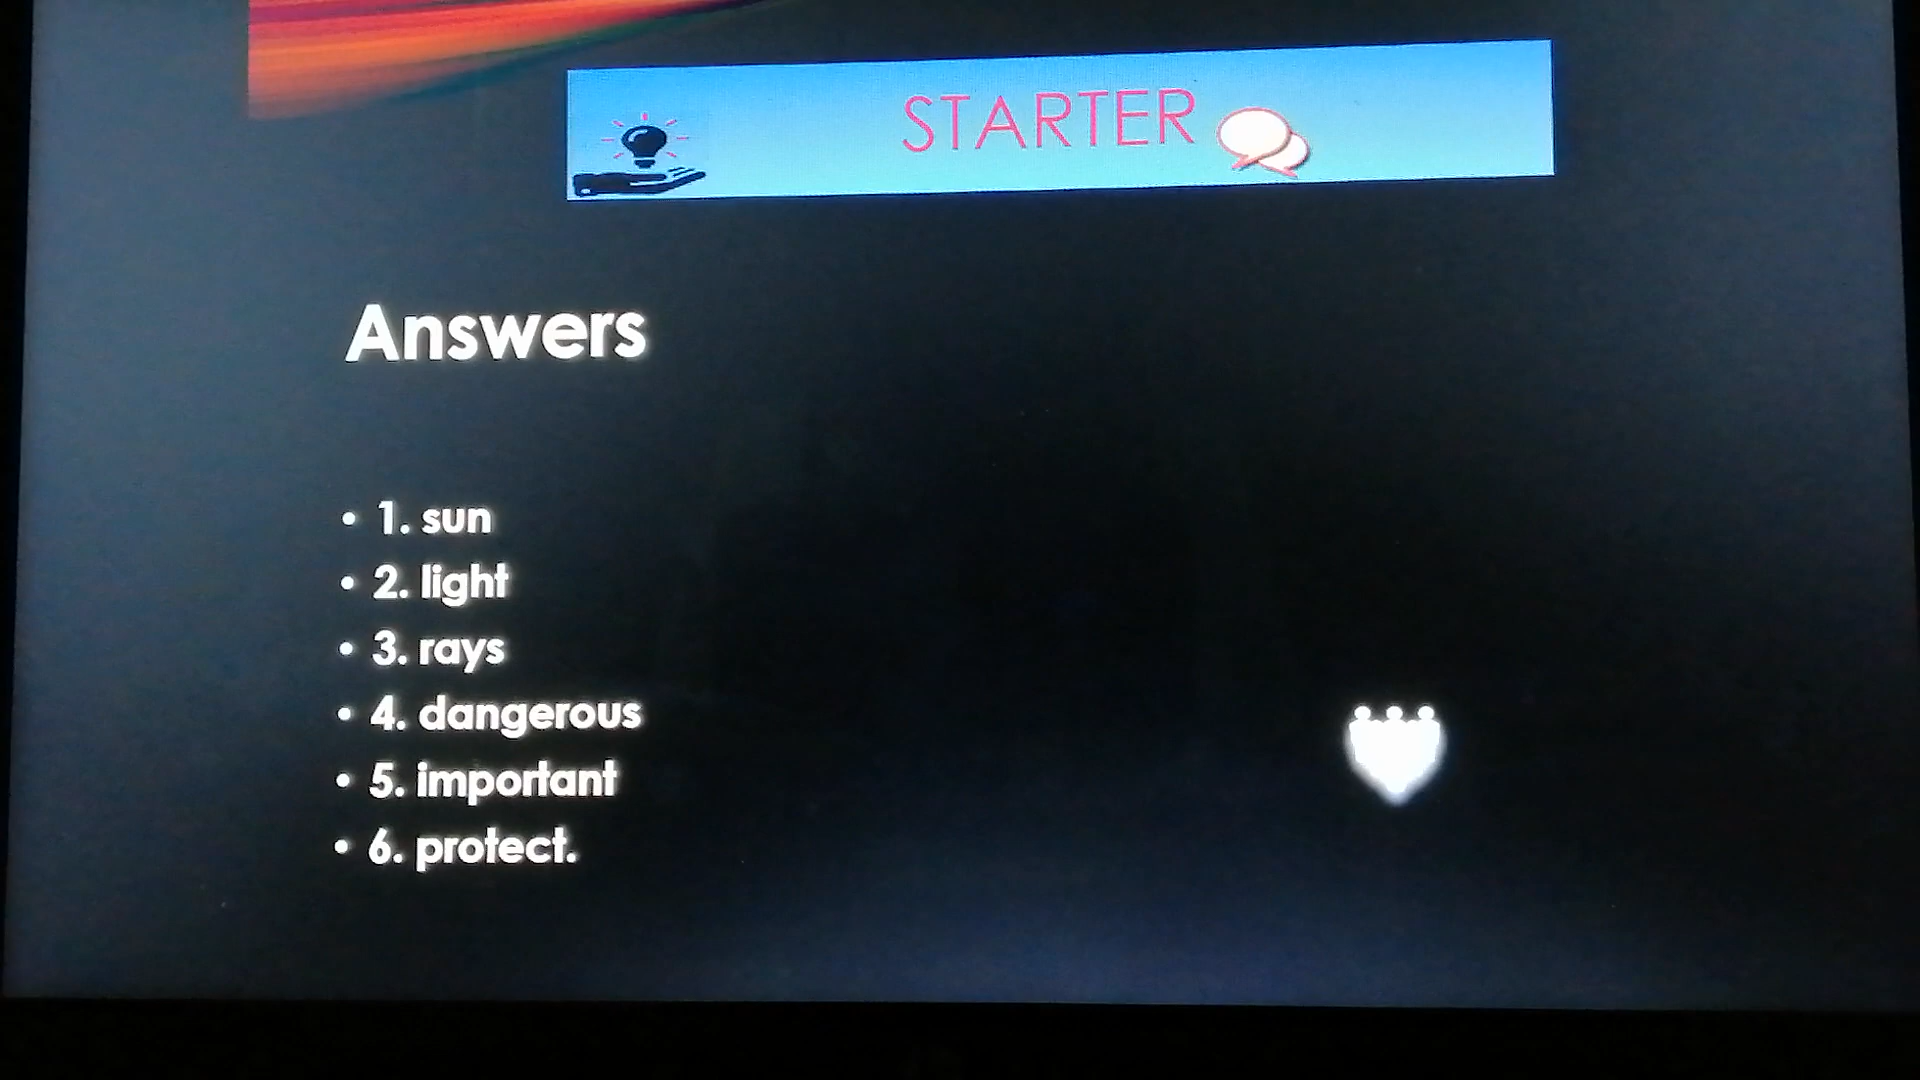 STARTER
Answers
• 1. sun
• 2. light
• 3. rays
• 4. dangerous
• 5. important
• 6. protect.